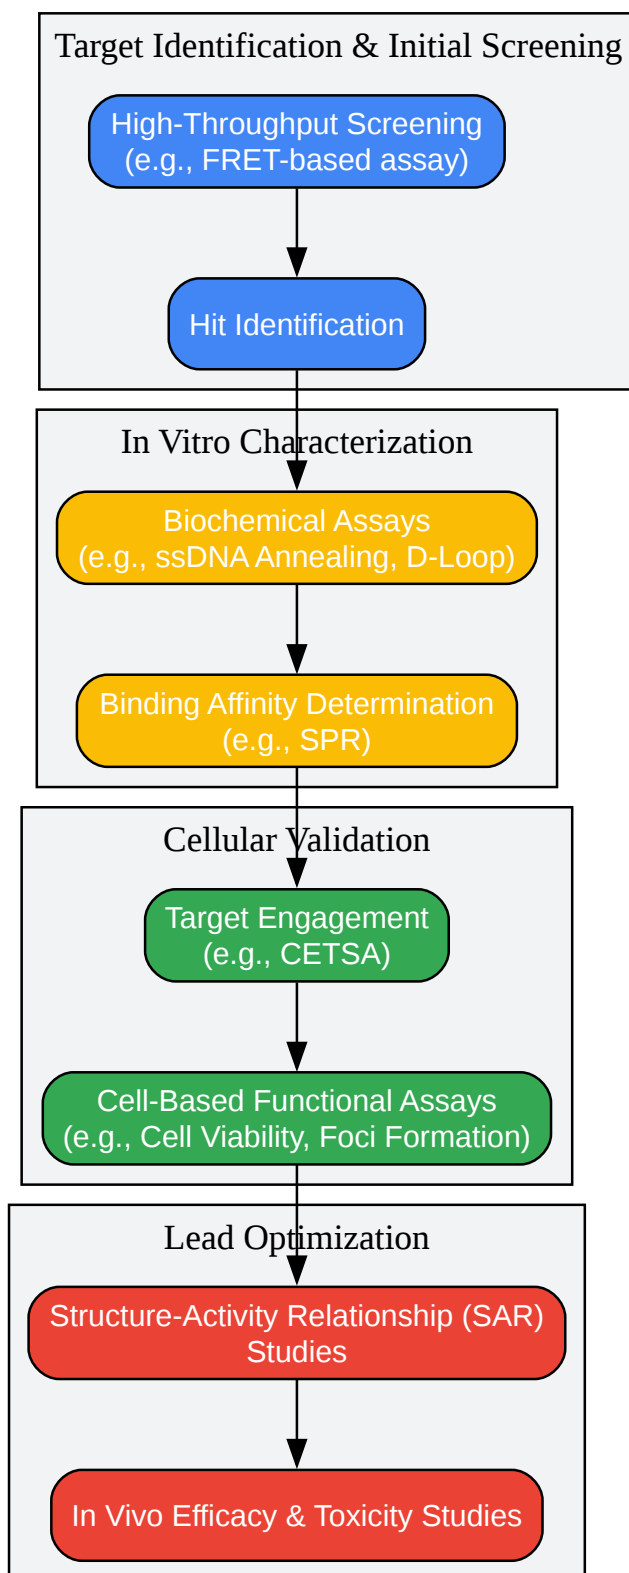 Target Identification & Initial Screening
High-Throughput Screening
(e.g., FRET-based assay)
Hit Identification
In Vitro Characterization
Biochemical Assays
(e.g., ssDNA Annealing, D-Loop)
Binding Affinity Determination
(e.g., SPR)
Cellular Validation
Target Engagement
(e.g., CETSA)
Cell-Based Functional Assays
(e.g., Cell Viability, Foci Formation)
Lead Optimization
Structure-Activity Relationship (SAR)
Studies
In Vivo Efficacy & Toxicity Studies